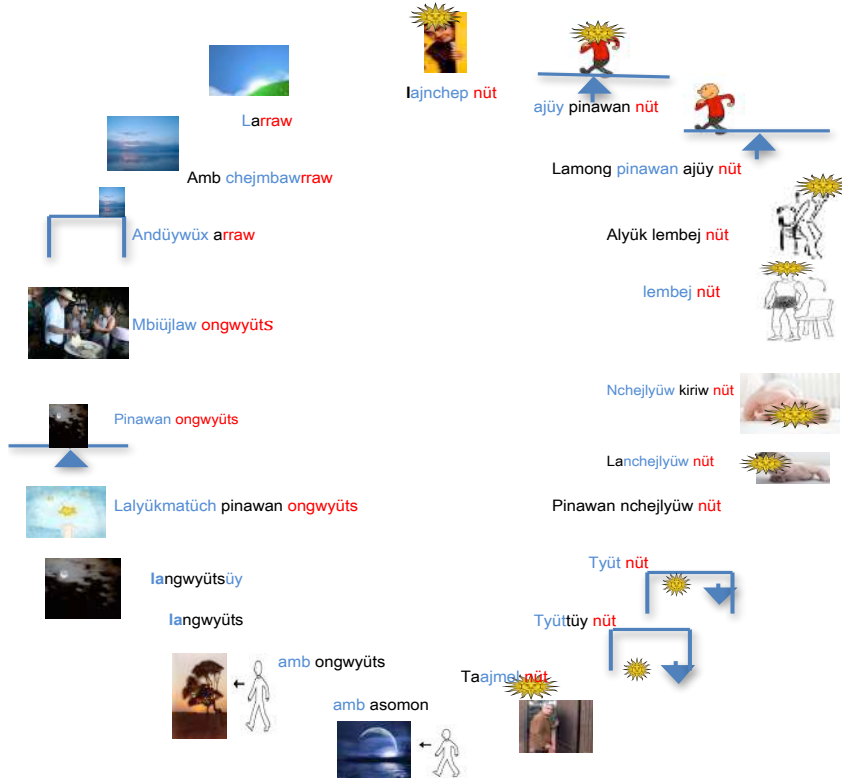 lajnchep nüt
ajüy pinawan nüt
Larraw
Lamong pinawan ajüy nüt
Amb chejmbawrraw
Andüywüx arraw
Alyük lembej nüt
lembej nüt
Mbiüjlaw ongwyüts
Nchejlyüw kiriw nüt
Pinawan ongwyüts
Lanchejlyüw nüt
Lalyükmatüch pinawan ongwyüts
Pinawan nchejlyüw nüt
Tyüt nüt
langwyütsüy
langwyüts
Tyüttüy nüt
amb ongwyüts
Taajmel nüt
amb asomon